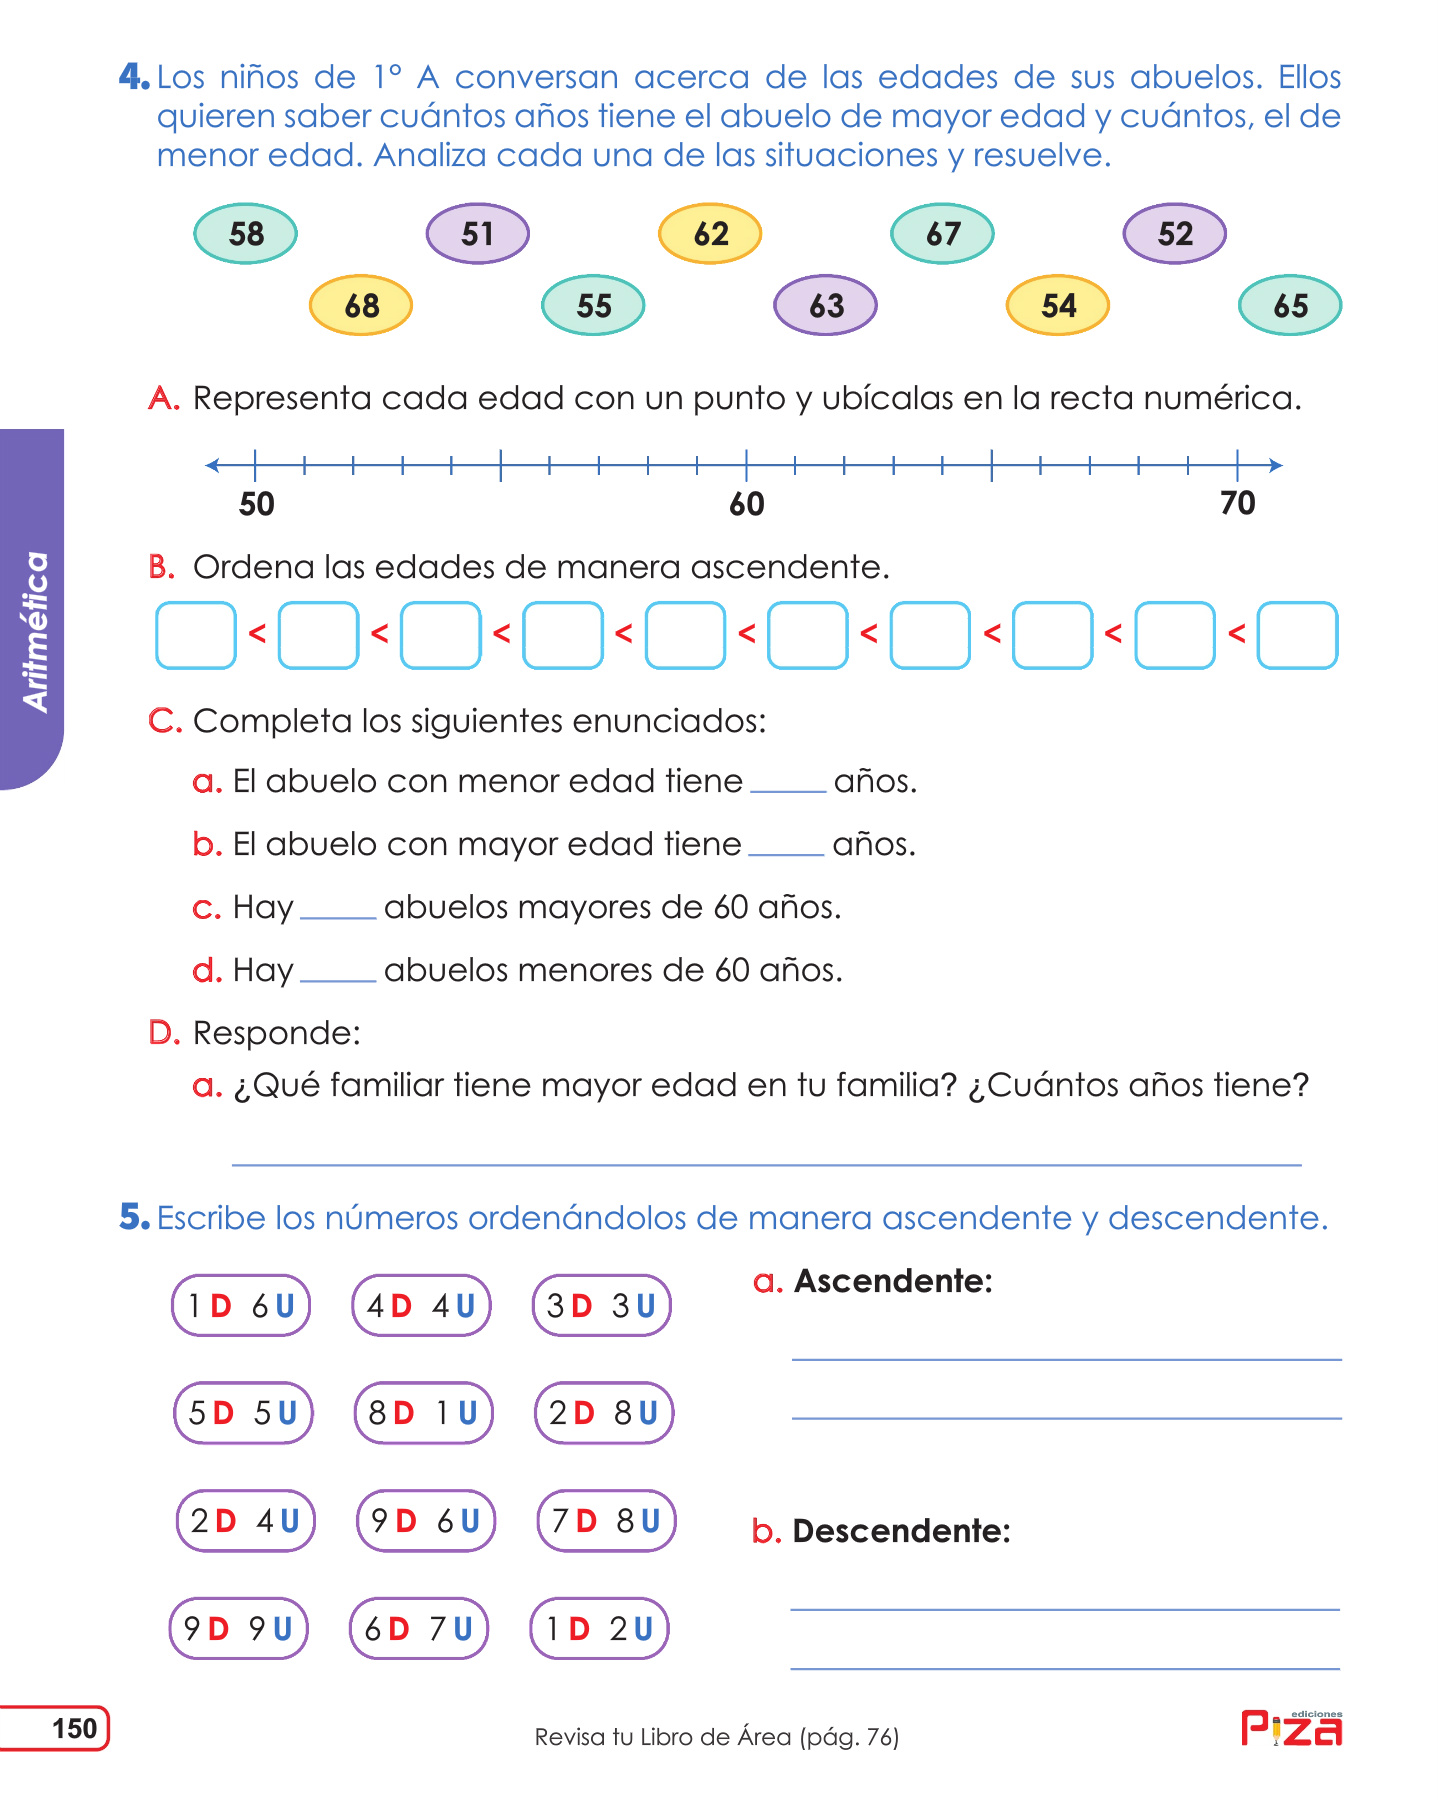 4. Los niños de 1° A conversan acerca de las edades de sus abuelos. Ellos
quieren saber cuántos años tiene el abuelo de mayor edad y cuántos, el de
menor edad. Analiza cada una de las situaciones y resuelve.
58 51 62 67 52
68 55 63 54 65
A. Representa cada edad con un punto y ubícalas en la recta numérica.
50 60 70
B. Ordena las edades de manera ascendente.
< < < < < < < < <
C. Completa los siguientes enunciados:
a. El abuelo con menor edad tiene _____ años.
b. El abuelo con mayor edad tiene _____ años.
c. Hay _____ abuelos mayores de 60 años.
d. Hay _____ abuelos menores de 60 años.
D. Responde:
a. ¿Qué familiar tiene mayor edad en tu familia? ¿Cuántos años tiene?
Aritmética
5. Escribe los números ordenándolos de manera ascendente y descendente.
1 D 6 U 4 D 4 U 3 D 3 U
5 D 5 U 8 D 1 U 2 D 8 U
2 D 4 U 9 D 6 U 7 D 8 U
9 D 9 U 6 D 7 U 1 D 2 U
a. Ascendente:
b. Descendente:
150
Revisa tu Libro de Área (pág. 76)
ediciones
Piza